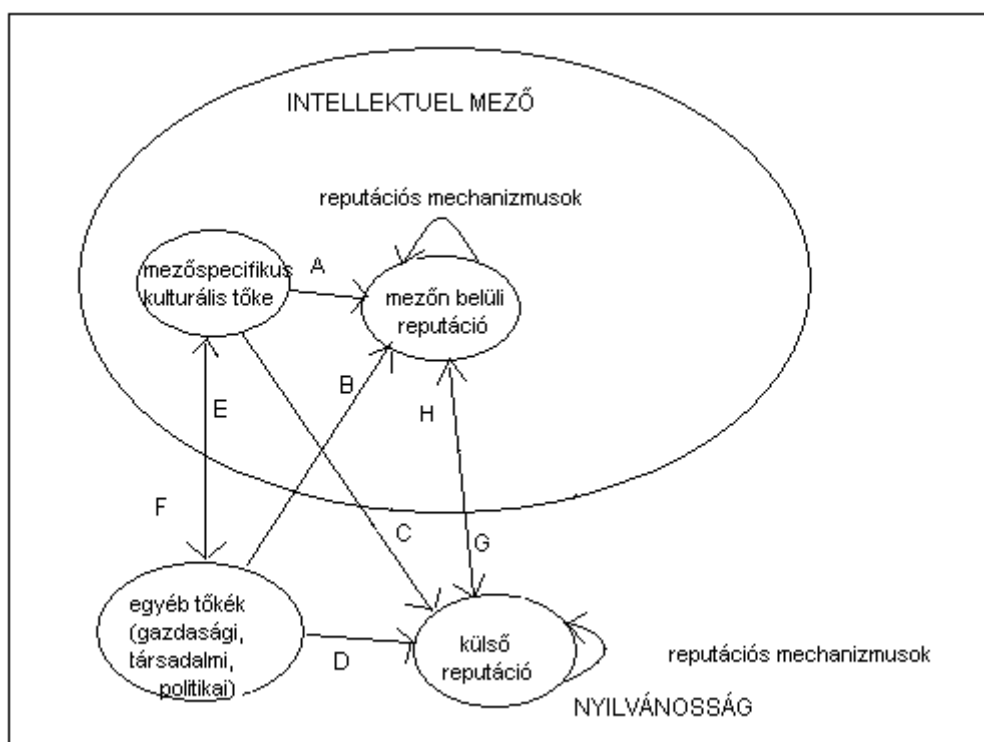 INTELLEKTUEL MEZŐ
reputációs mechanizmusok
mezőspecifikus
kulturális tőke
A
mezőn belüli
reputáció
B
E
H
F
C
G
egyéb tőkék
(gazdasági,
társadalmi,
politikai)
D
külső
reputáció
reputációs mechanizmusok
NYILVÁNOSSÁG